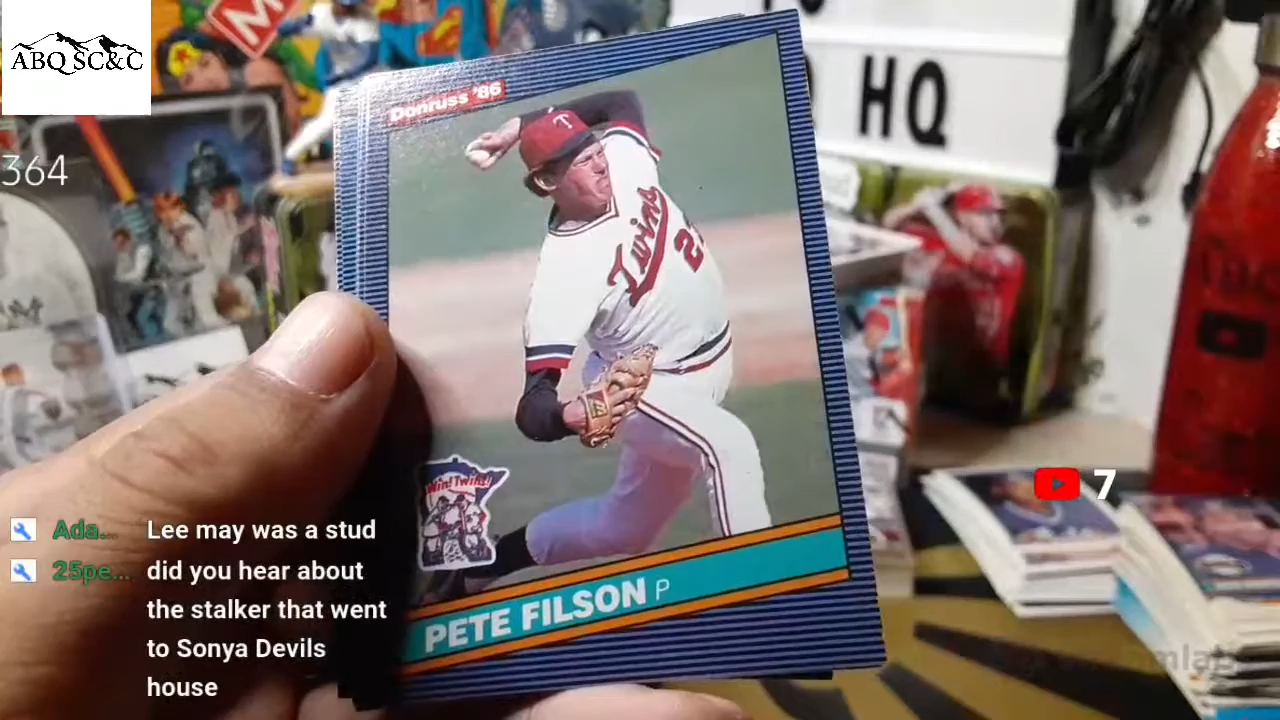 ABQ SC&C
HQ
364
Donruss '86
T
Twins
Win! Twins!
PETE FILSON P
7
Ada... Lee may was a stud
25pe... did you hear about
the stalker that went
to Sonya Devils
house